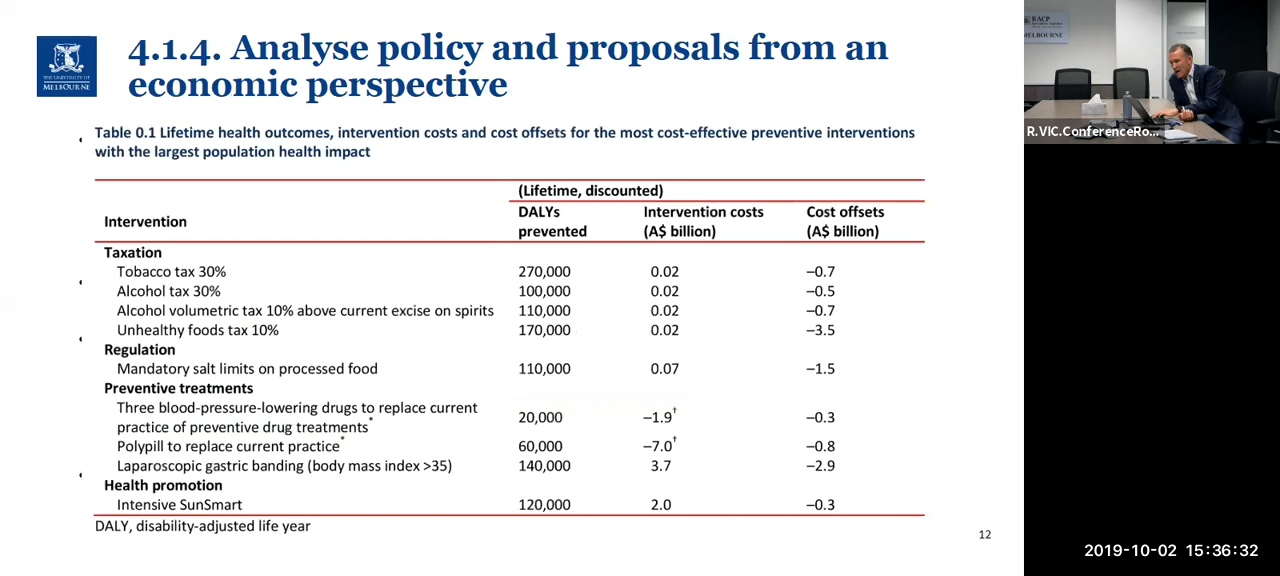 THE UNIVERSITY OF
MELBOURNE
4.1.4. Analyse policy and proposals from an
economic perspective
Table 0.1 Lifetime health outcomes, intervention costs and cost offsets for the most cost-effective preventive interventions
with the largest population health impact
(Lifetime, discounted)
Intervention DALYs prevented Intervention costs (A$ billion) Cost offsets (A$ billion)
Taxation
Tobacco tax 30% 270,000 0.02 –0.7
Alcohol tax 30% 100,000 0.02 –0.5
Alcohol volumetric tax 10% above current excise on spirits 110,000 0.02 –0.7
Unhealthy foods tax 10% 170,000 0.02 –3.5
Regulation
Mandatory salt limits on processed food 110,000 0.07 –1.5
Preventive treatments
Three blood-pressure-lowering drugs to replace current
practice of preventive drug treatments* 20,000 –1.9† –0.3
Polypill to replace current practice* 60,000 –7.0† –0.8
Laparoscopic gastric banding (body mass index >35) 140,000 3.7 –2.9
Health promotion
Intensive SunSmart 120,000 2.0 –0.3
DALY, disability-adjusted life year
12
RACP
MELBOURNE
R.VIC.ConferenceRo...
2019-10-02 15:36:32